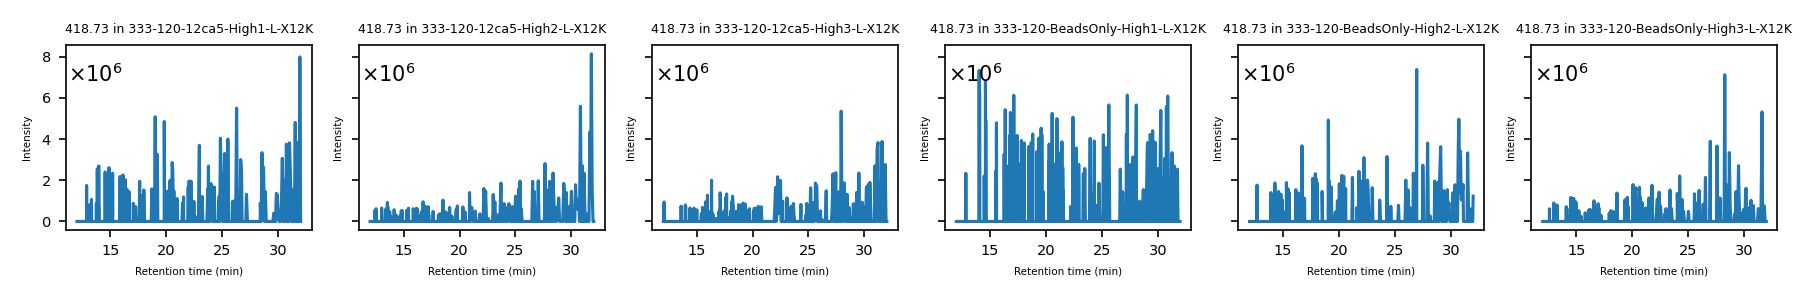 418.73 in 333-120-12ca5-High1-L-X12K
418.73 in 333-120-12ca5-High2-L-X12K
418.73 in 333-120-12ca5-High3-L-X12K
418.73 in 333-120-BeadsOnly-High1-L-X12K
418.73 in 333-120-BeadsOnly-High2-L-X12K
418.73 in 333-120-BeadsOnly-High3-L-X12K
×10⁶
×10⁶
×10⁶
×10⁶
×10⁶
×10⁶
8
6
4
2
0
Intensity
Intensity
Intensity
Intensity
Intensity
Intensity
15 20 25 30
15 20 25 30
15 20 25 30
15 20 25 30
15 20 25 30
15 20 25 30
Retention time (min)
Retention time (min)
Retention time (min)
Retention time (min)
Retention time (min)
Retention time (min)